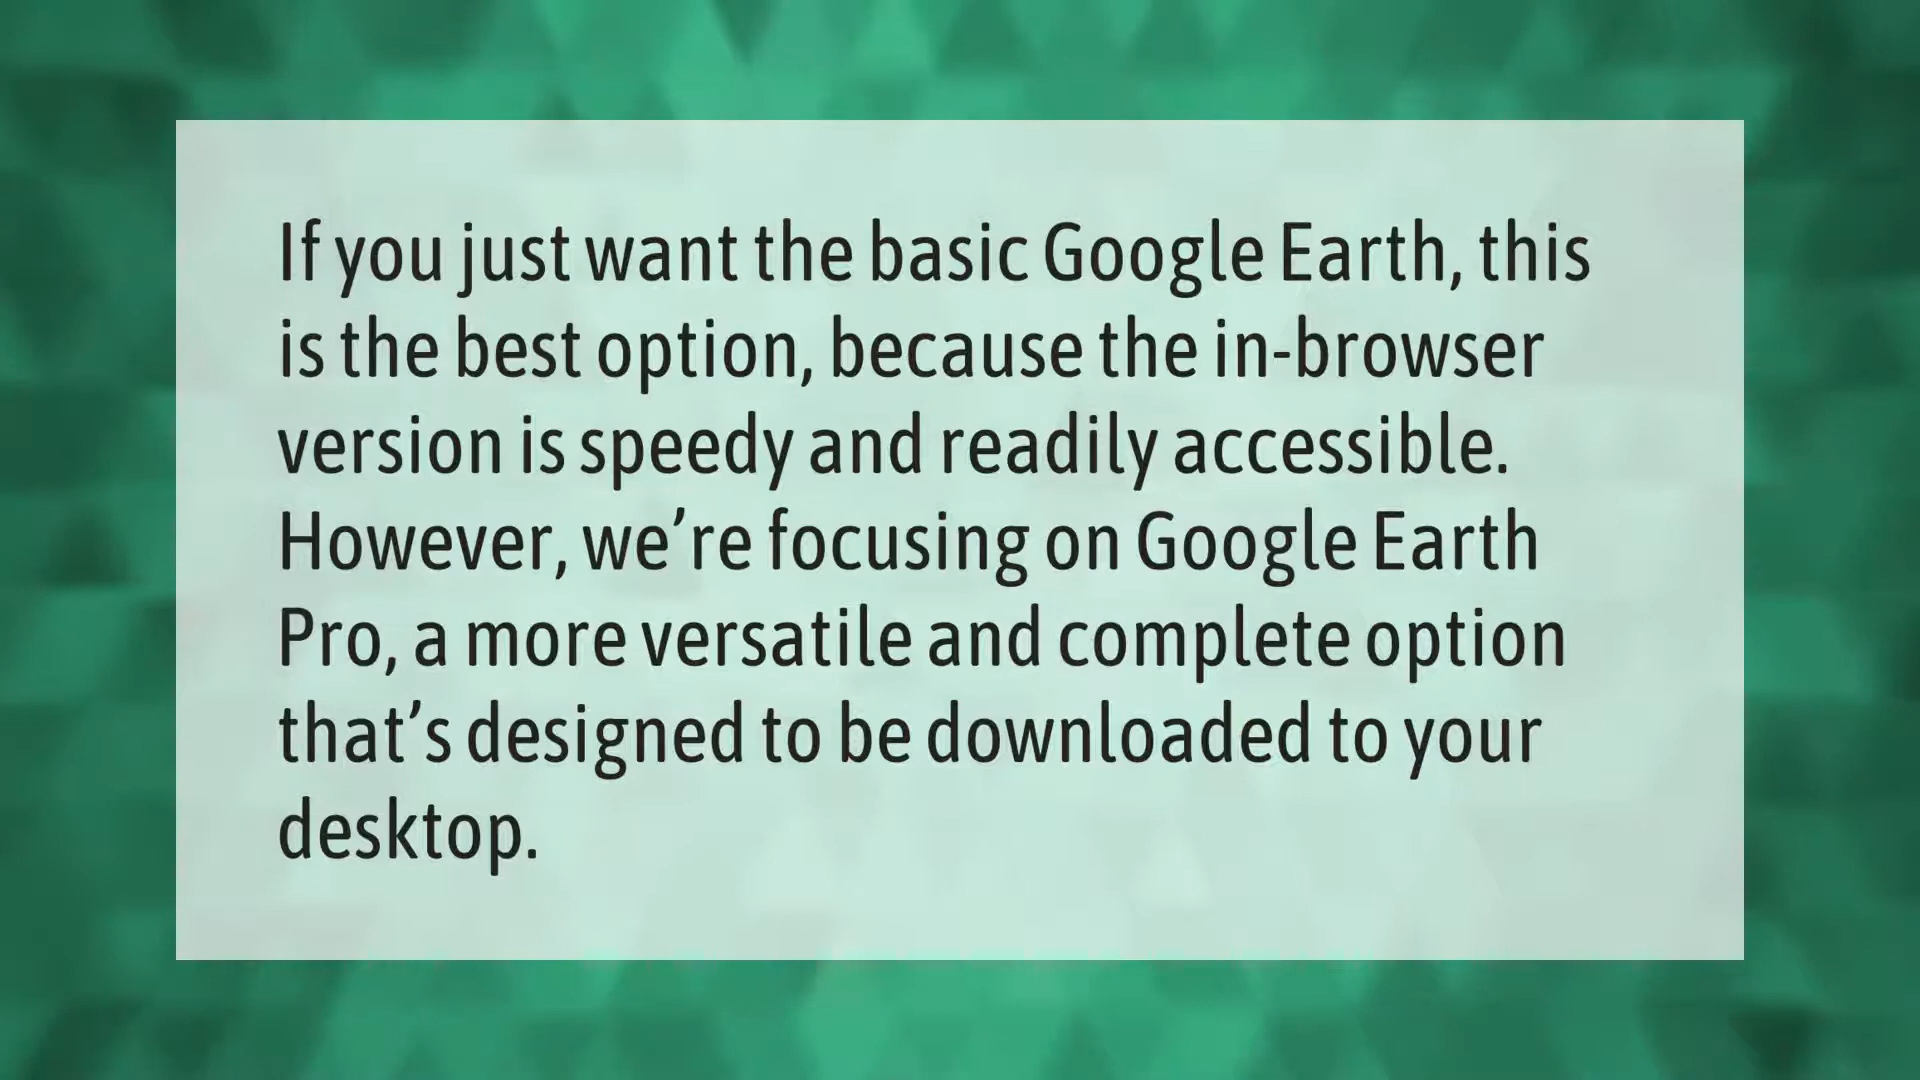 If you just want the basic Google Earth, this
is the best option, because the in-browser
version is speedy and readily accessible.
However, we’re focusing on Google Earth
Pro, a more versatile and complete option
that’s designed to be downloaded to your
desktop.